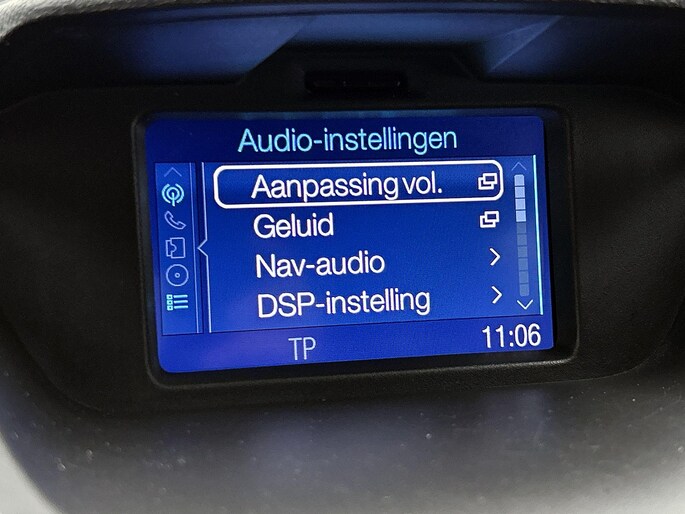 Audio-instellingen
Aanpassing vol.
Geluid
Nav-audio
DSP-instelling
TP
11:06